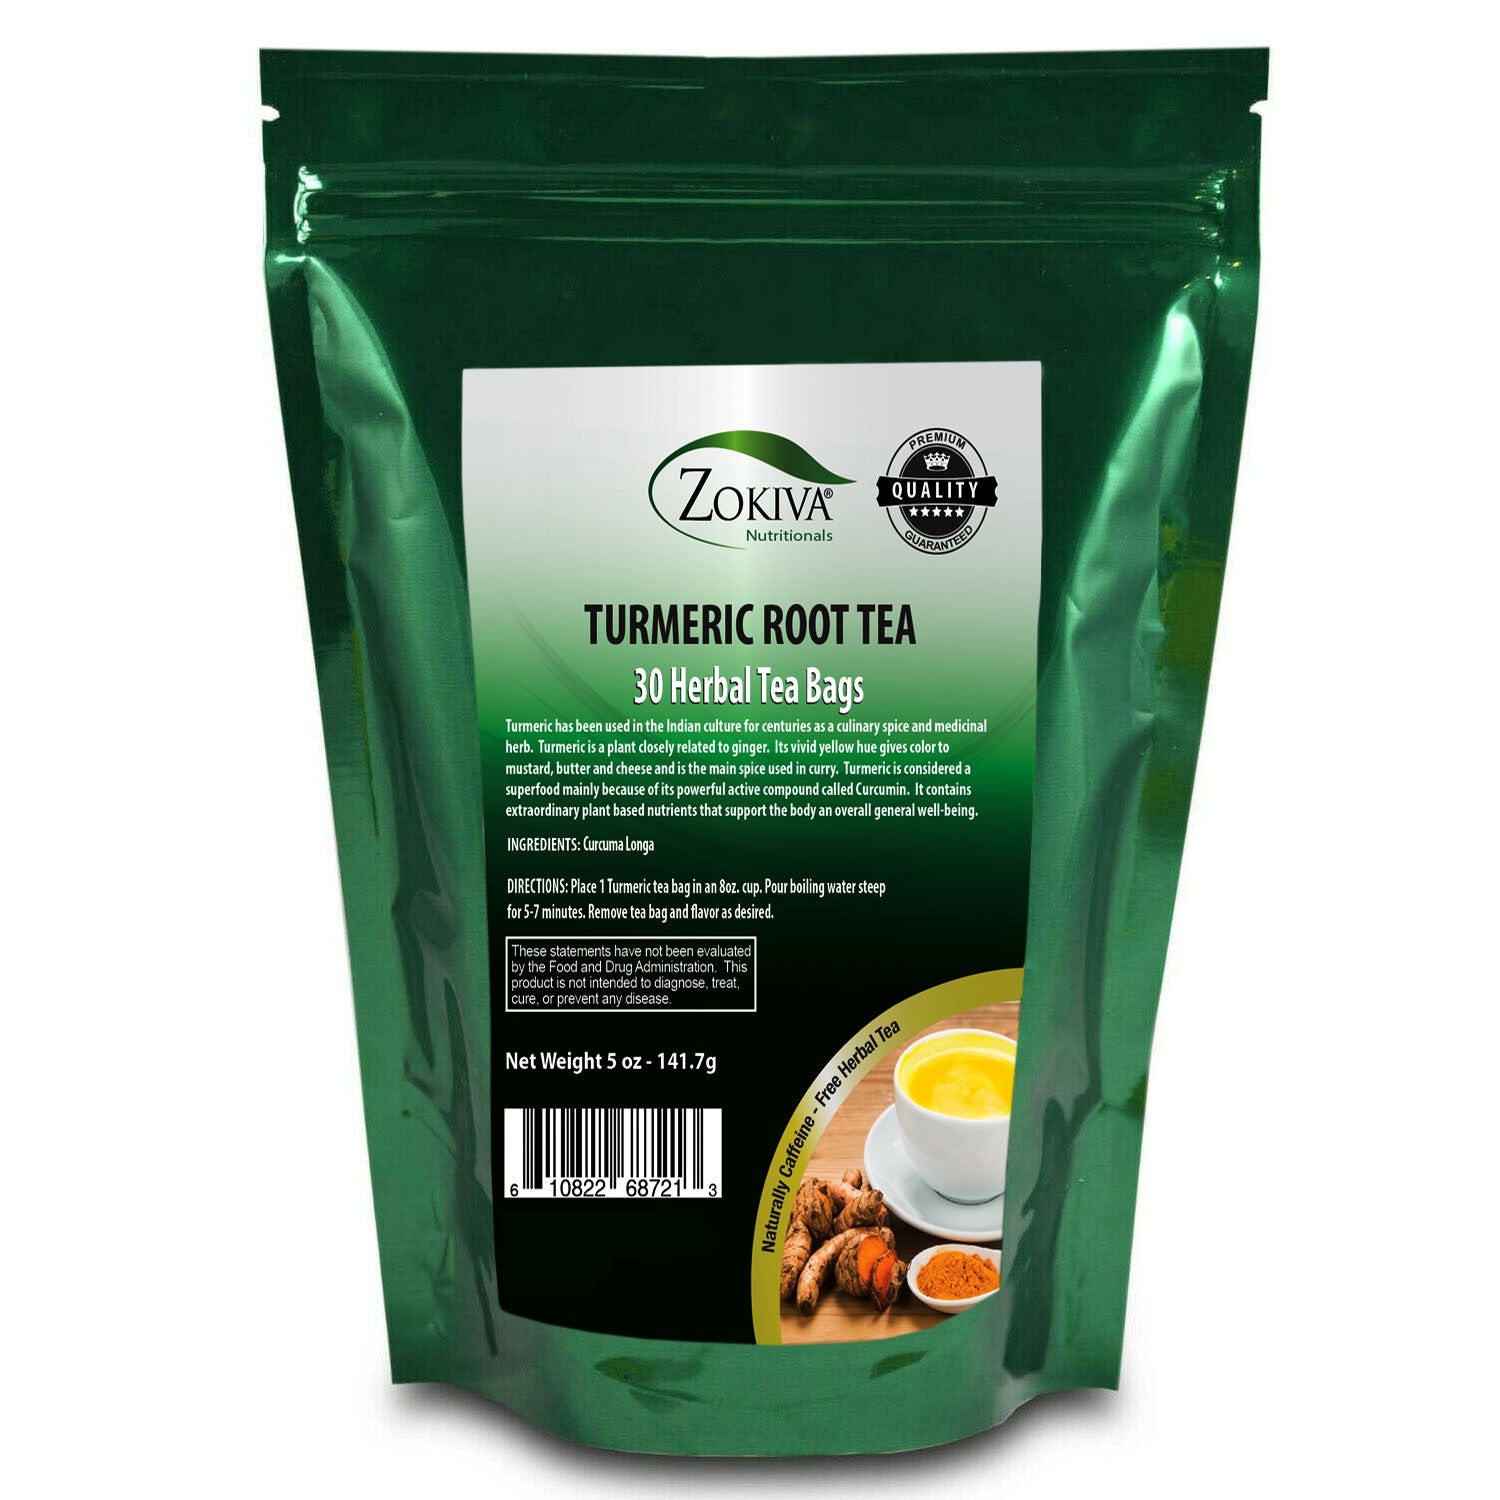 ZOKIVA®
Nutritionals
PREMIUM
QUALITY
GUARANTEED
TURMERIC ROOT TEA
30 Herbal Tea Bags
Turmeric has been used in the Indian culture for centuries as a culinary spice and medicinal
herb. Turmeric is a plant closely related to ginger. Its vivid yellow hue gives color to
mustard, butter and cheese and is the main spice used in curry. Turmeric is considered a
superfood mainly because of its powerful active compound called Curcumin. It contains
extraordinary plant based nutrients that support the body an overall general well-being.
INGREDIENTS: Curcuma Longa
DIRECTIONS: Place 1 Turmeric tea bag in an 8oz. cup. Pour boiling water steep
for 5-7 minutes. Remove tea bag and flavor as desired.
These statements have not been evaluated
by the Food and Drug Administration. This
product is not intended to diagnose, treat,
cure, or prevent any disease.
Net Weight 5 oz - 141.7g
Naturally Caffeine - Free Herbal Tea
6 10822 68721 3